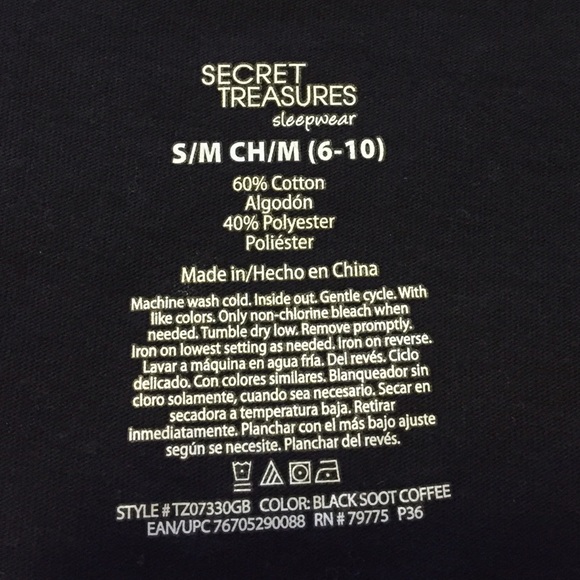 SECRET
TREASURES
sleepwear
S/M CH/M (6-10)
60% Cotton
Algodón
40% Polyester
Poliéster
Made in/Hecho en China
Machine wash cold. Inside out. Gentle cycle. With
like colors. Only non-chlorine bleach when
needed. Tumble dry low. Remove promptly.
Iron on lowest setting as needed. Iron on reverse.
Lavar a máquina en agua fría. Del revés. Ciclo
delicado. Con colores similares. Blanqueador sin
cloro solamente, cuando sea necesario. Secar en
secadora a temperatura baja. Retirar
inmediatamente. Planchar con el más bajo ajuste
según se necesite. Planchar del revés.
STYLE # TZ07330GB COLOR: BLACK SOOT COFFEE
EAN/UPC 76705290088 RN # 79775 P36